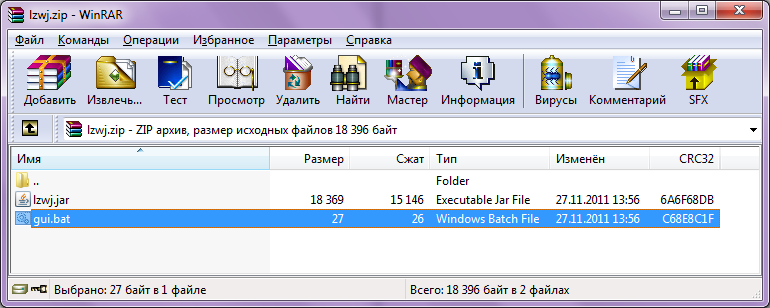 lzwj.zip - WinRAR
Файл Команды Операции Избранное Параметры Справка
Добавить Извлечь... Тест Просмотр Удалить Найти Мастер Информация Вирусы Комментарий SFX
lzwj.zip - ZIP архив, размер исходных файлов 18 396 байт
Имя Размер Сжат Тип Изменён CRC32
.. Folder
lzwj.jar 18 369 15 146 Executable Jar File 27.11.2011 13:56 6A6F68DB
gui.bat 27 26 Windows Batch File 27.11.2011 13:56 C68E8C1F
Выбрано: 27 байт в 1 файле Всего: 18 396 байт в 2 файлах